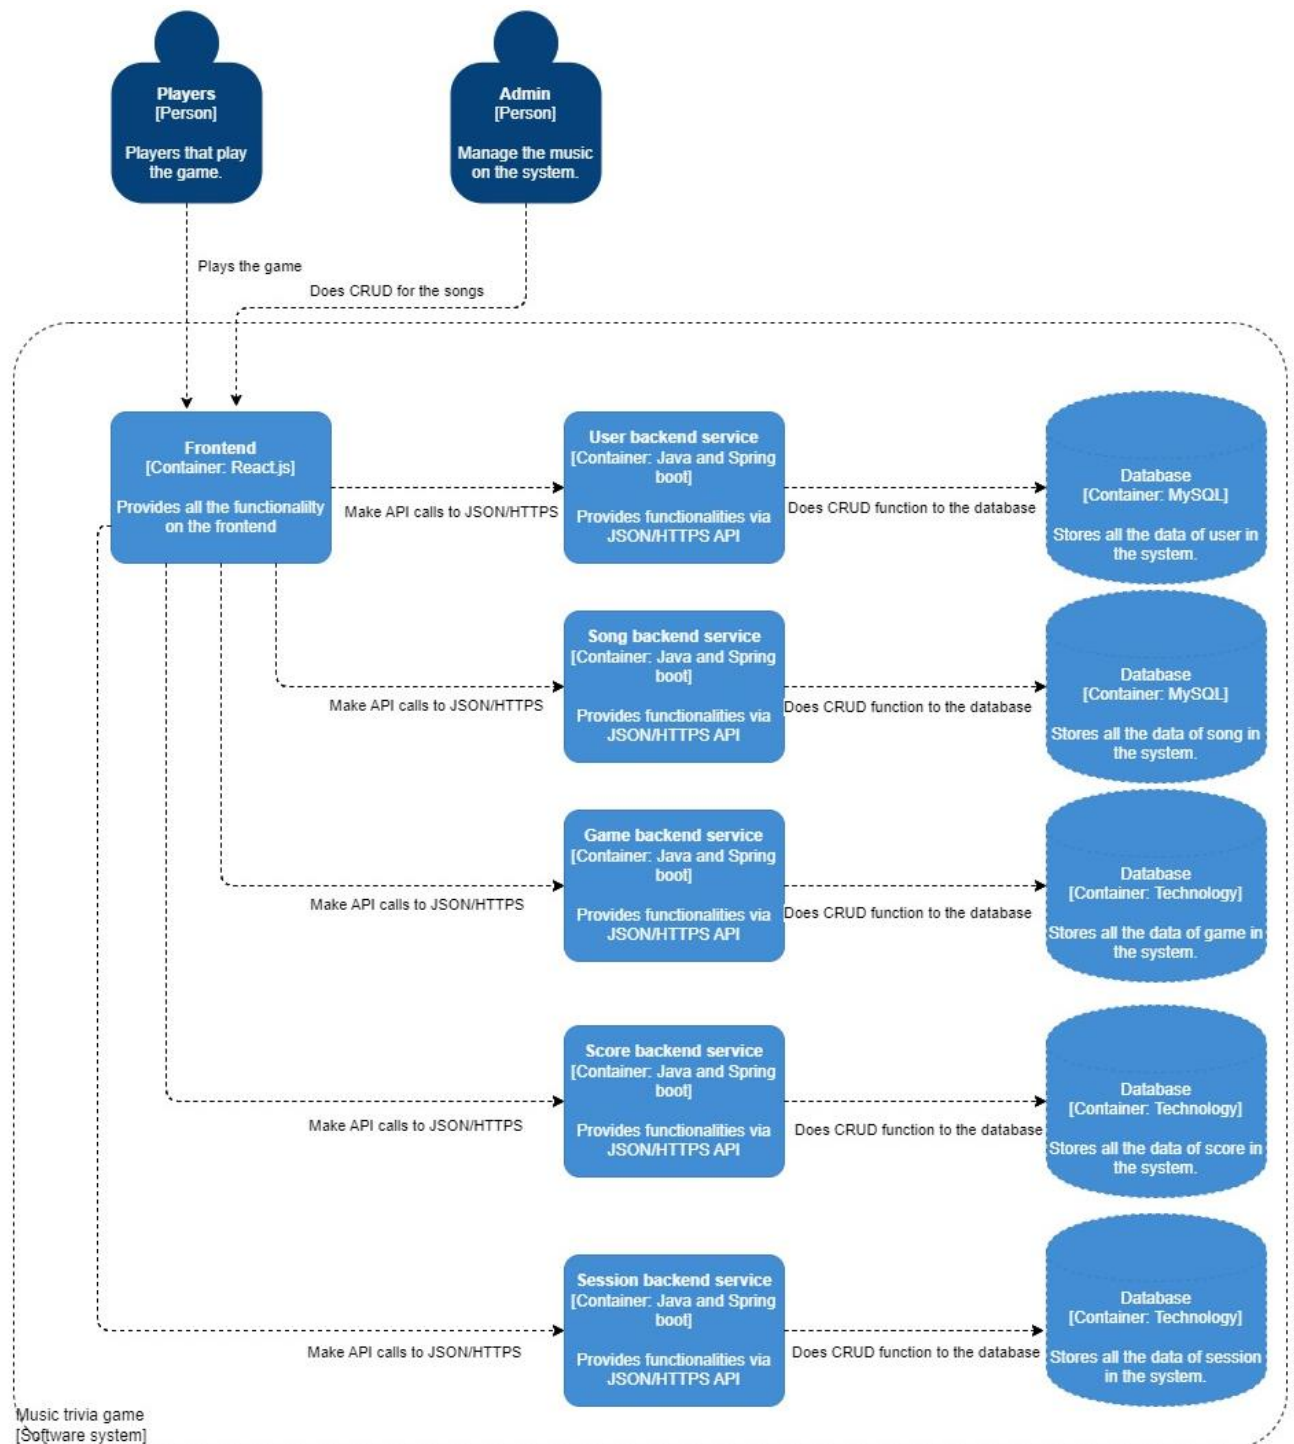 Players
[Person]
Players that play
the game.
Admin
[Person]
Manage the music
on the system.
Plays the game
Does CRUD for the songs
Frontend
[Container: React.js]
Provides all the functionalilty
on the frontend
Make API calls to JSON/HTTPS
User backend service
[Container: Java and Spring
boot]
Provides functionalities via
JSON/HTTPS API
Does CRUD function to the database
Database
[Container: MySQL]
Stores all the data of user in
the system.
Make API calls to JSON/HTTPS
Song backend service
[Container: Java and Spring
boot]
Provides functionalities via
JSON/HTTPS API
Does CRUD function to the database
Database
[Container: MySQL]
Stores all the data of song in
the system.
Make API calls to JSON/HTTPS
Game backend service
[Container: Java and Spring
boot]
Provides functionalities via
JSON/HTTPS API
Does CRUD function to the database
Database
[Container: Technology]
Stores all the data of game in
the system.
Make API calls to JSON/HTTPS
Score backend service
[Container: Java and Spring
boot]
Provides functionalities via
JSON/HTTPS API
Does CRUD function to the database
Database
[Container: Technology]
Stores all the data of score in
the system.
Make API calls to JSON/HTTPS
Session backend service
[Container: Java and Spring
boot]
Provides functionalities via
JSON/HTTPS API
Does CRUD function to the database
Database
[Container: Technology]
Stores all the data of session
in the system.
Music trivia game
[Software system]